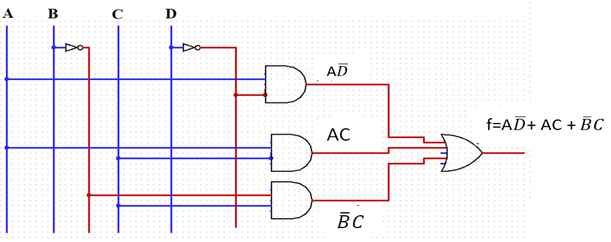 A B C D
AD̅
f=AD̅+ AC + B̅C
AC
B̅C